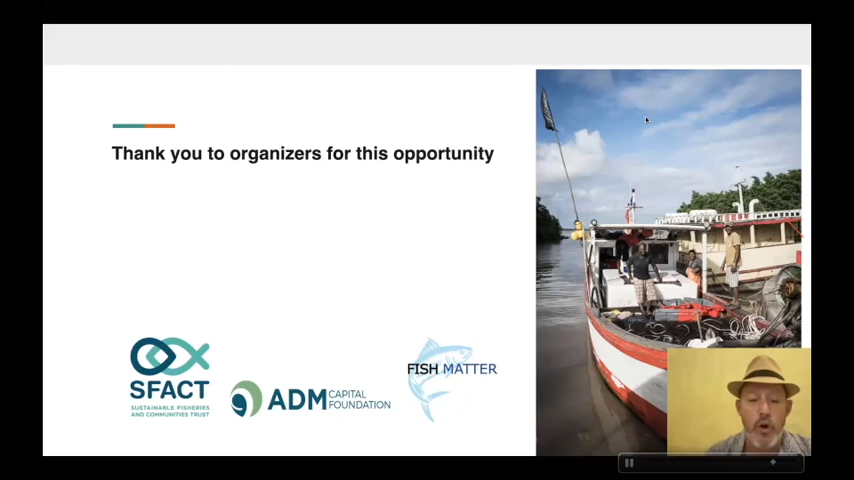 Thank you to organizers for this opportunity
SFACT
SUSTAINABLE FISHERIES
AND COMMUNITIES TRUST
ADM CAPITAL
FOUNDATION
FISH MATTER